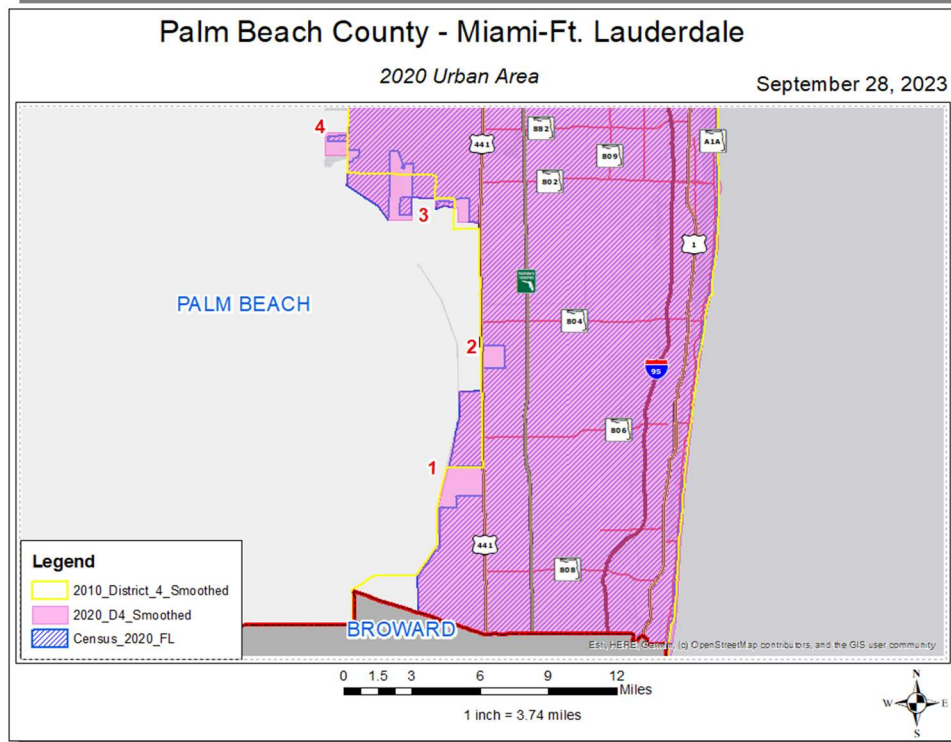 Palm Beach County - Miami-Ft. Lauderdale
2020 Urban Area
September 28, 2023
4
882
441
809
A1A
802
3
1
PALM BEACH
804
2
95
806
1
441
808
Legend
2010_District_4_Smoothed
2020_D4_Smoothed
Census_2020_FL
BROWARD
Esri, HERE, Garmin, (c) OpenStreetMap contributors, and the GIS user community
0 1.5 3 6 9 12
Miles
1 inch = 3.74 miles
N
W E
S